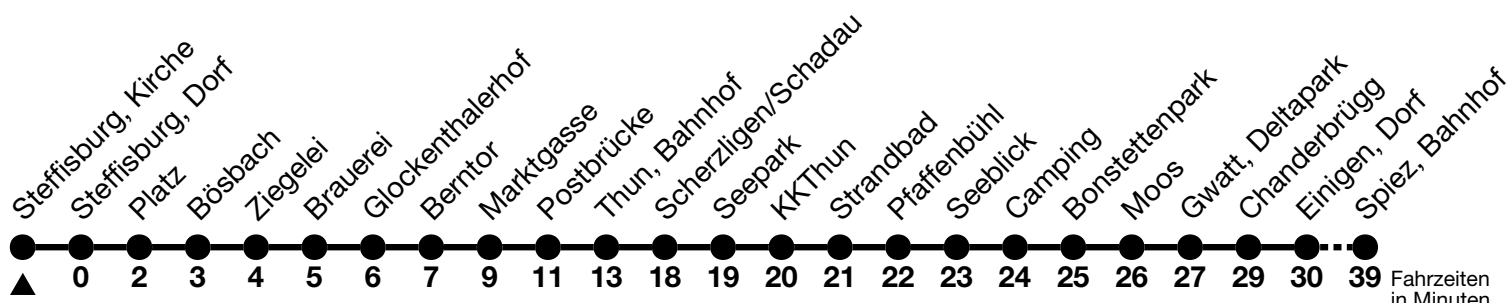 Steffisburg, Kirche
Steffisburg, Dorf
Platz
Bösbach
Ziegelei
Brauerei
Glockenthalerhof
Berntor
Marktgasse
Postbrücke
Thun, Bahnhof
Scherzligen/Schadau
Seepark
KKThun
Strandbad
Pfaffenbühl
Seeblick
Camping
Bonstettenpark
Moos
Gwatt, Deltapark
Chanderbrügg
Einigen, Dorf
Spiez, Bahnhof
0 2 3 4 5 6 7 9 11 13 18 19 20 21 22 23 24 25 26 27 29 30 39 Fahrzeiten
in Minuten